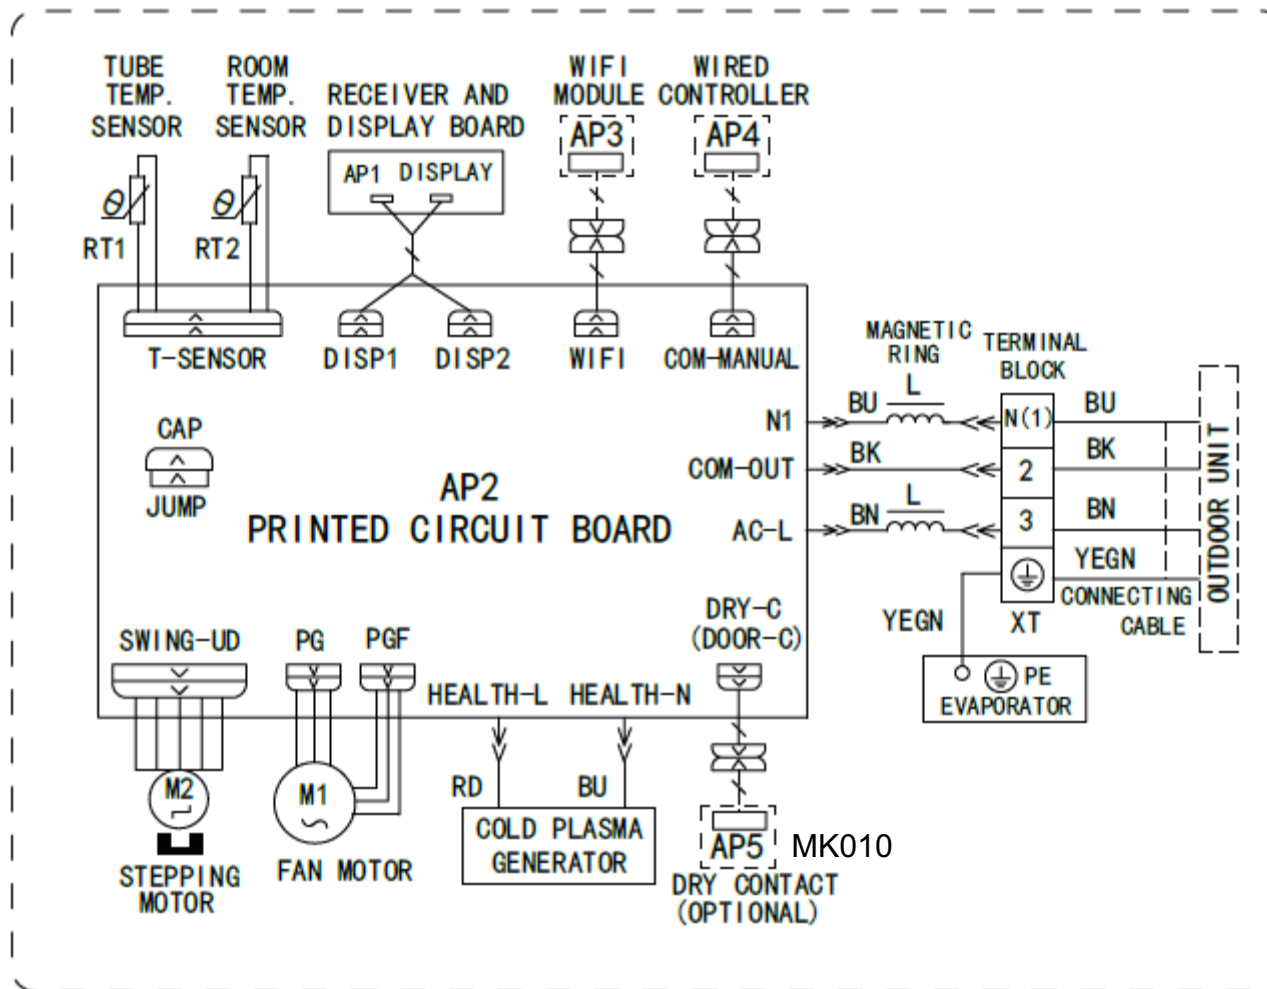 TUBE
TEMP.
SENSOR
ROOM
TEMP.
SENSOR
RECEIVER AND
DISPLAY BOARD
WIFI
MODULE
WIRED
CONTROLLER
AP1 DISPLAY
AP3
AP4
θ
RT1
θ
RT2
T-SENSOR
DISP1
DISP2
WIFI
COM-MANUAL
MAGNETIC
RING
TERMINAL
BLOCK
CAP
JUMP
AP2
PRINTED CIRCUIT BOARD
N1
BU
L
N(1)
BU
COM-OUT
BK
2
BK
AC-L
BN
L
3
BN
YEGN
OUTDOOR UNIT
CONNECTING
CABLE
XT
YEGN
PE
EVAPORATOR
SWING-UD
PG
PGF
HEALTH-L
HEALTH-N
DRY-C
(DOOR-C)
M2
STEPPING
MOTOR
M1
FAN MOTOR
RD
BU
COLD PLASMA
GENERATOR
AP5
MK010
DRY CONTACT
(OPTIONAL)